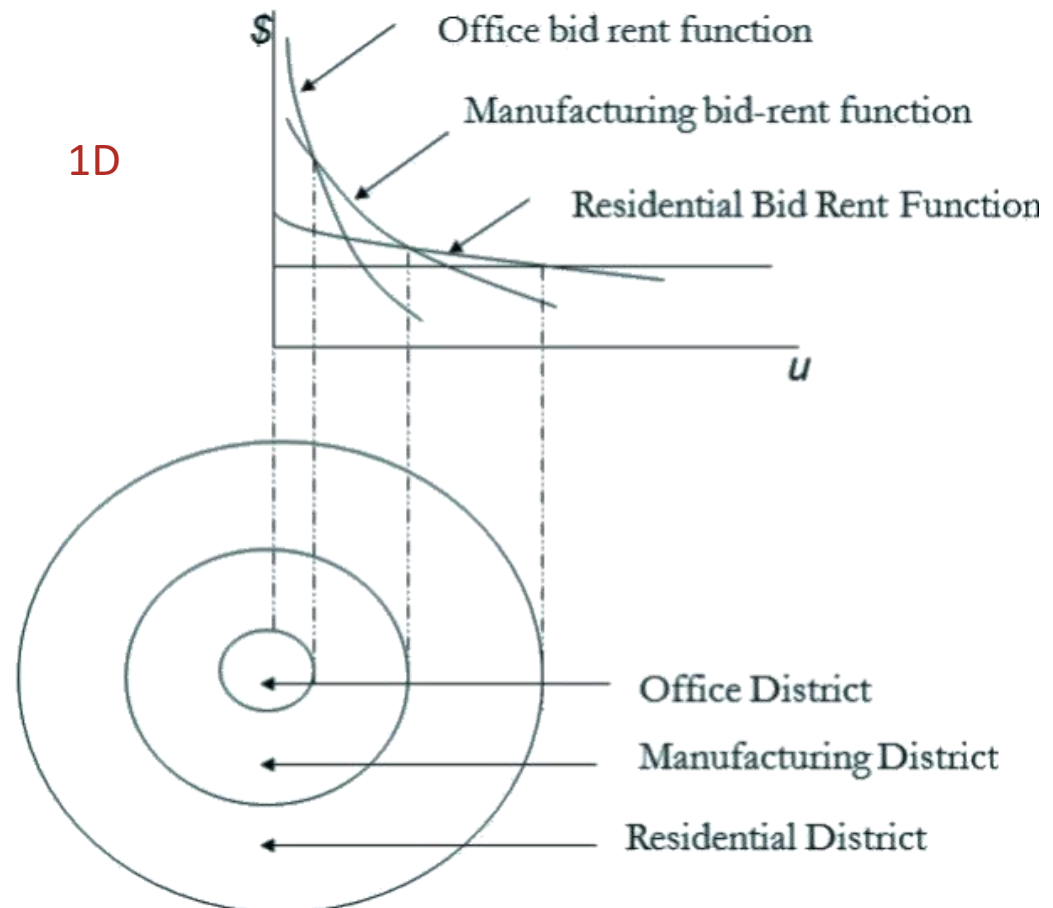 $
Office bid rent function
Manufacturing bid-rent function
1D
Residential Bid Rent Function
u
Office District
Manufacturing District
Residential District